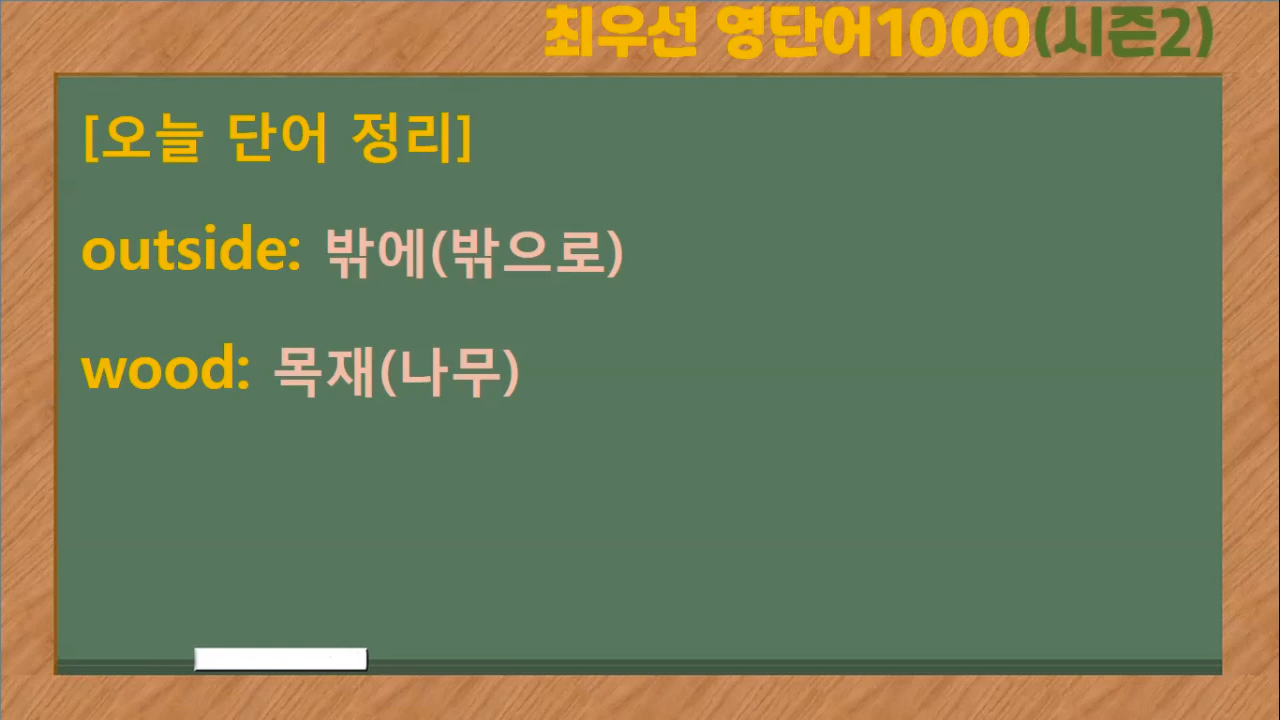 최우선 영단어1000(시즌2)
[오늘 단어 정리]
outside: 밖에(밖으로)
wood: 목재(나무)